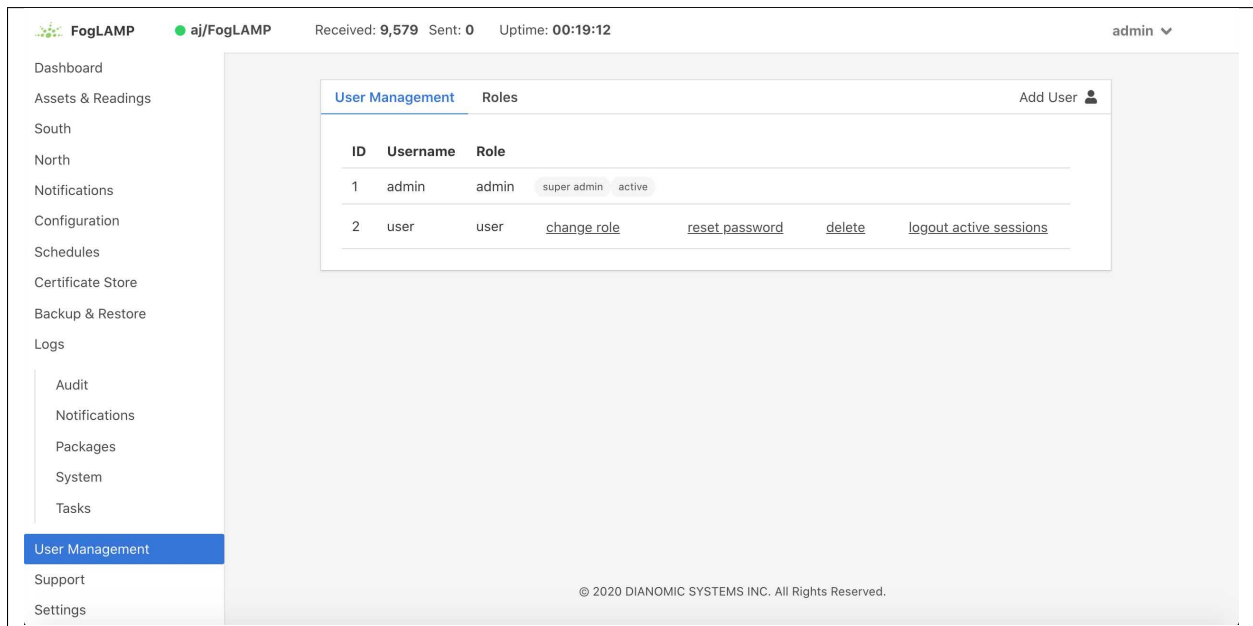 FogLAMP aj/FogLAMP Received: 9,579 Sent: 0 Uptime: 00:19:12 admin
Dashboard
Assets & Readings
South
North
Notifications
Configuration
Schedules
Certificate Store
Backup & Restore
Logs
Audit
Notifications
Packages
System
Tasks
User Management
Support
Settings
User Management Roles Add User
ID Username Role
1 admin admin super admin active
2 user user change role reset password delete logout active sessions
© 2020 DIANOMIC SYSTEMS INC. All Rights Reserved.